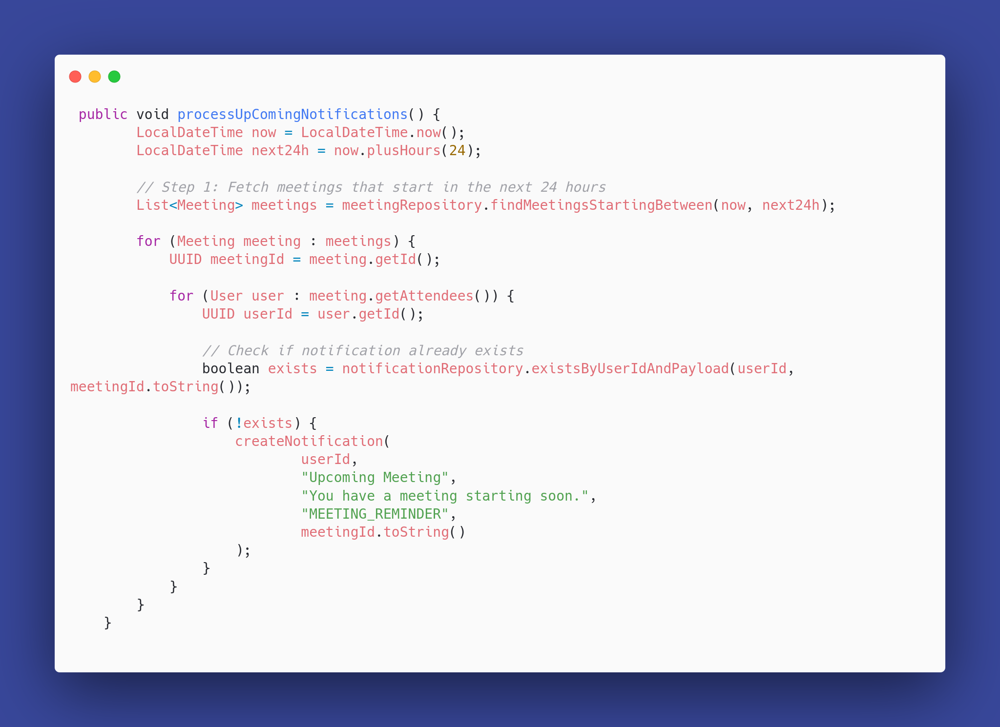 public void processUpComingNotifications() {
        LocalDateTime now = LocalDateTime.now();
        LocalDateTime next24h = now.plusHours(24);

        // Step 1: Fetch meetings that start in the next 24 hours
        List<Meeting> meetings = meetingRepository.findMeetingsStartingBetween(now, next24h);

        for (Meeting meeting : meetings) {
            UUID meetingId = meeting.getId();

            for (User user : meeting.getAttendees()) {
                UUID userId = user.getId();

                // Check if notification already exists
                boolean exists = notificationRepository.existsByUserIdAndPayload(userId,
meetingId.toString());

                if (!exists) {
                    createNotification(
                            userId,
                            "Upcoming Meeting",
                            "You have a meeting starting soon.",
                            "MEETING_REMINDER",
                            meetingId.toString()
                    );
                }
            }
        }
    }